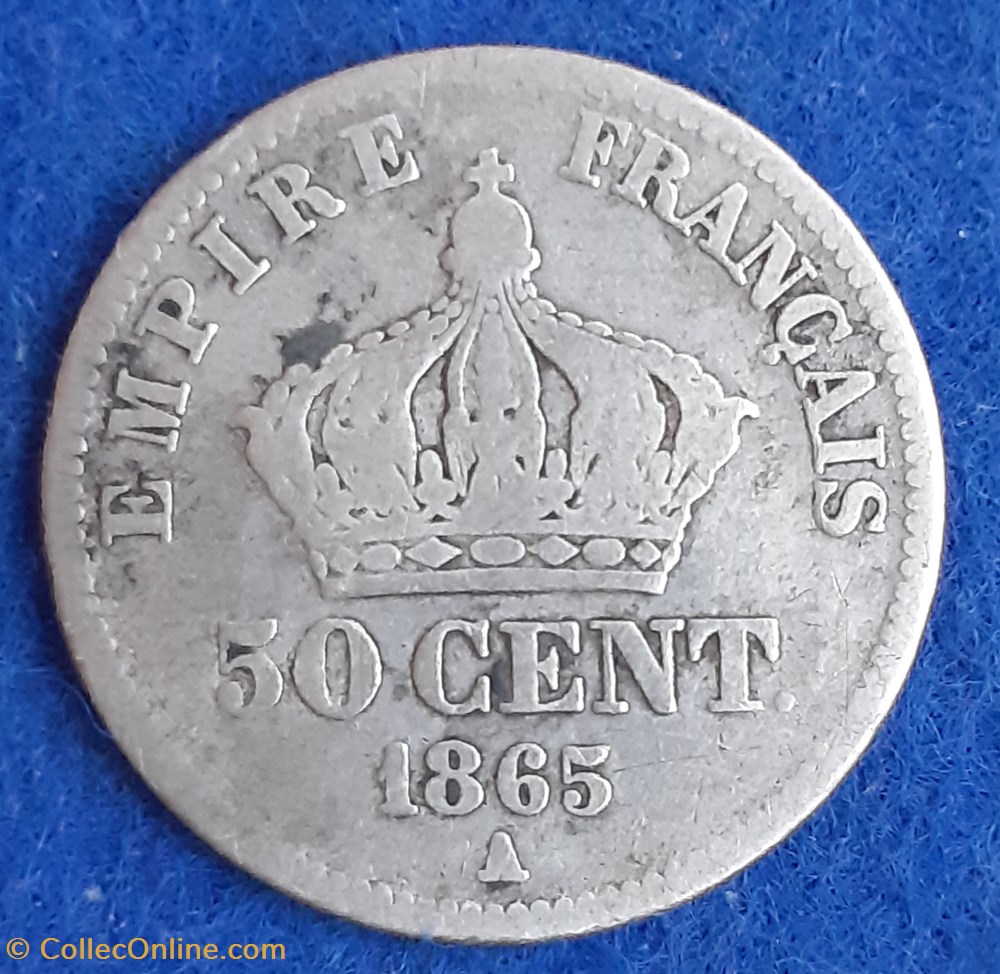 EMPIRE FRANÇAIS
50 CENT.
1865
A
© CollecOnline.com